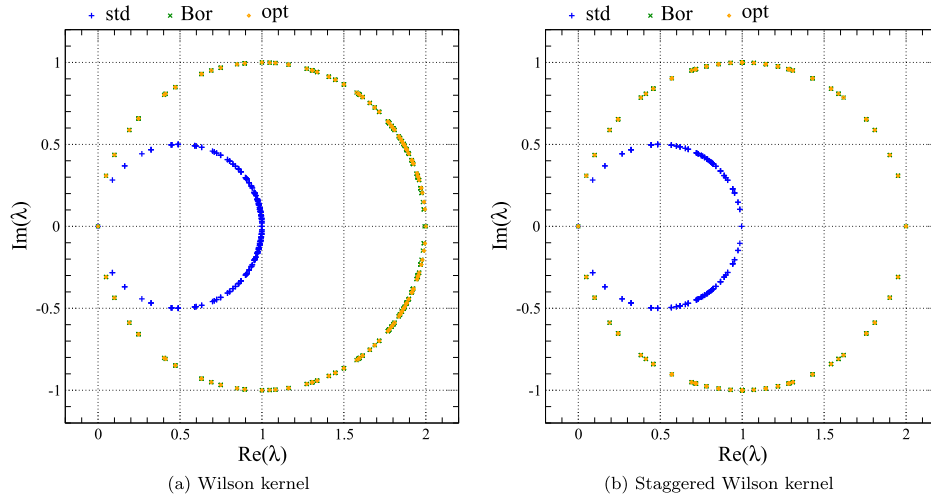 std Bor opt
std Bor opt
1
0.5
0
-0.5
-1
Im(λ)
0 0.5 1 1.5 2
Re(λ)
1
0.5
0
-0.5
-1
Im(λ)
0 0.5 1 1.5 2
Re(λ)
(a) Wilson kernel
(b) Staggered Wilson kernel